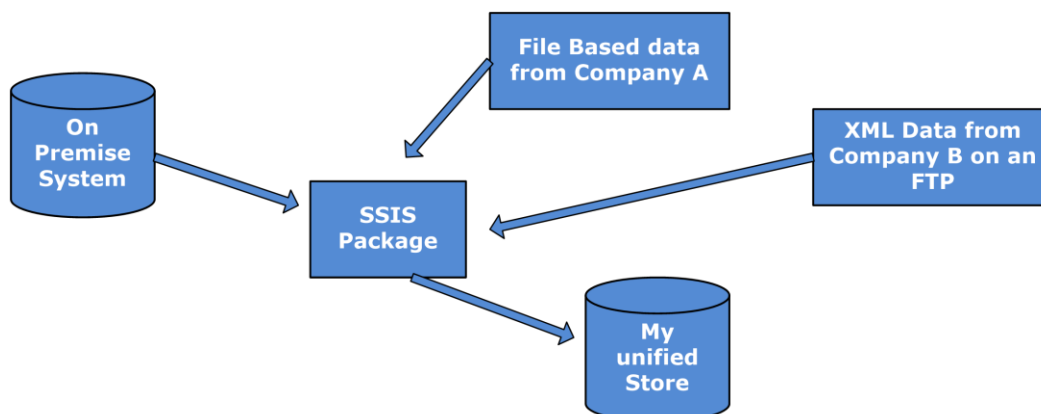 File Based data
from Company A
On
Premise
System
XML Data from
Company B on an
FTP
SSIS
Package
My
unified
Store